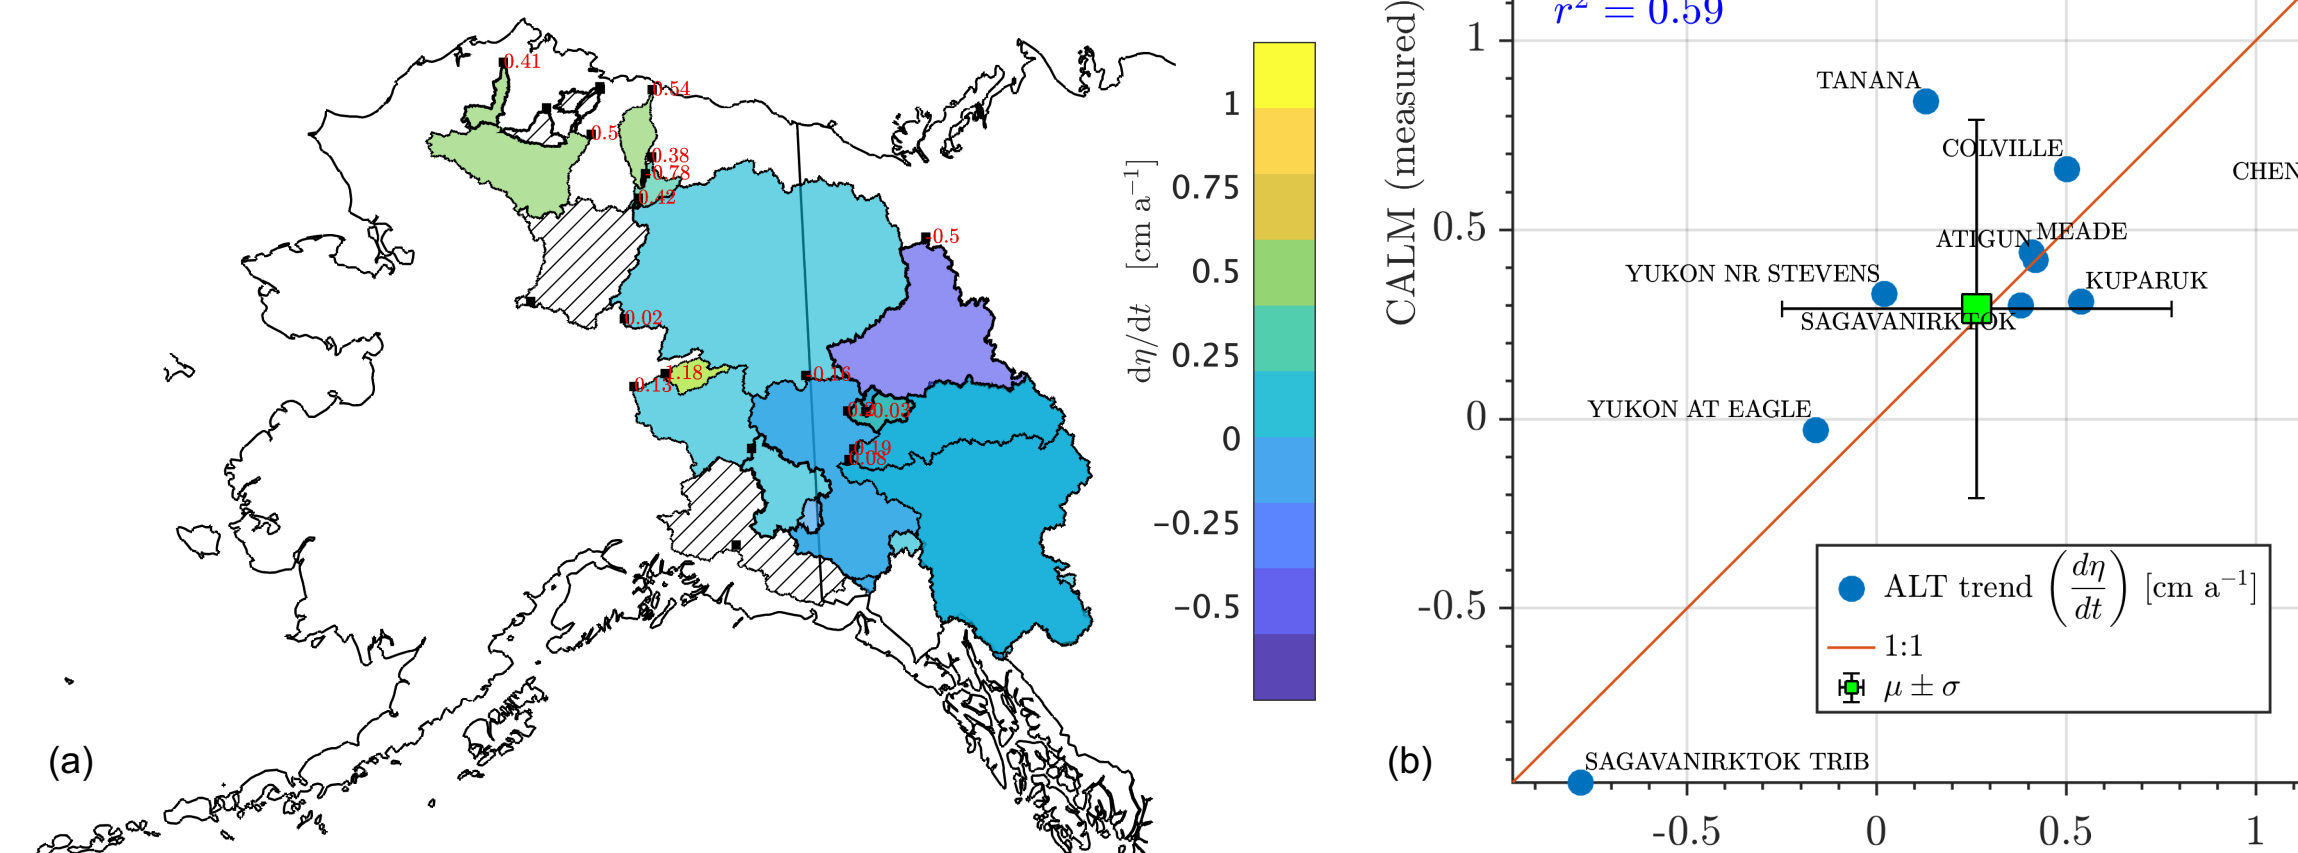 0.41
0.54
0.5
0.38
-0.78
0.42
-0.5
0.02
1.18
0.13
-0.16
0.03
0.19
0.08
dη/dt [cm a⁻¹]
1
0.75
0.5
0.25
0
−0.25
−0.5
(a)
r² = 0.59
CALM (measured)
1
0.5
0
-0.5
TANANA
COLVILLE
CHEN
ATIGUN
MEADE
YUKON NR STEVENS
KUPARUK
SAGAVANIRKTOK
YUKON AT EAGLE
ALT trend (dη/dt) [cm a⁻¹]
1:1
μ ± σ
SAGAVANIRKTOK TRIB
(b)
-0.5
0
0.5
1